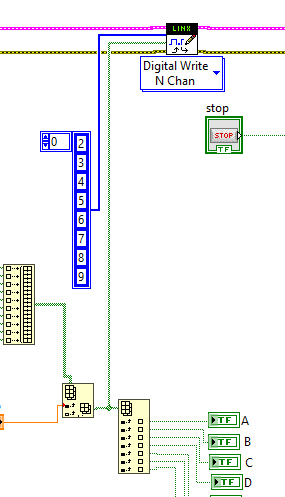 LINX
Digital Write
N Chan
stop
STOP
TF
0
2
3
4
5
6
7
8
9
TF A
TF B
TF C
TF D